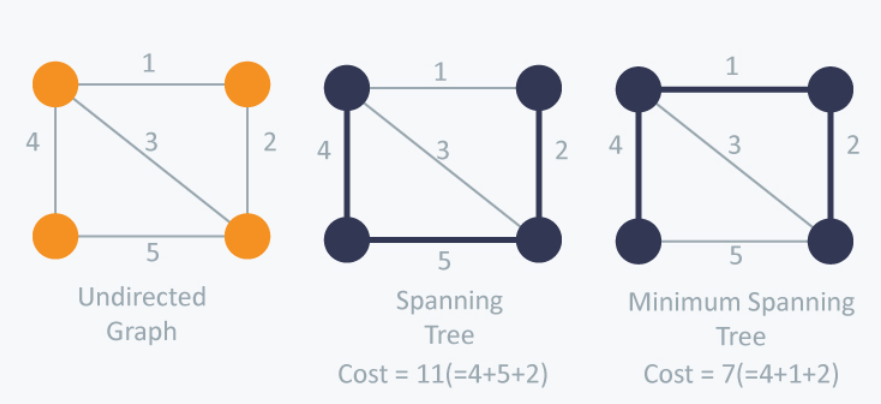 1
4
3
2
5
Undirected
Graph
1
4
3
2
5
Spanning
Tree
Cost = 11(=4+5+2)
1
4
3
2
5
Minimum Spanning
Tree
Cost = 7(=4+1+2)